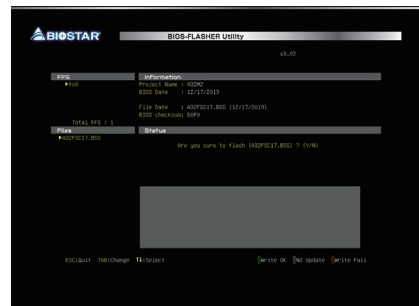 BIOSTAR
BIOS-FLASHER Utility
v3.02
FFS
fs0
Total FFS : 1
Information
Project Name : A32M2
BIOS Date : 12/17/2019
File Date : A32FSC17.BSS (12/17/2019)
BIOS checksum: D0F0
Files
A32FSC17.BSS
Status
Are you sure to flash [A32FSC17.BSS] ? (Y/N)
ESC:Quit TAB:Change ↑↓:Select
Write OK No Update Write Fail